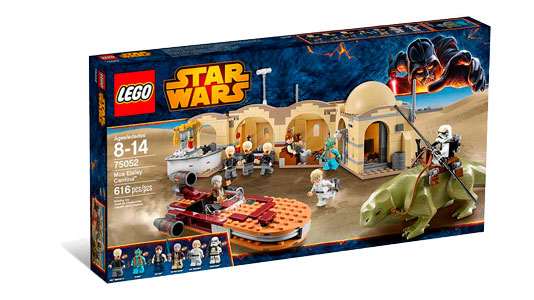 LEGO
STAR
WARS
Ages/edades
8-14
75052
Mos Eisley
Cantina
616 pcs/pzs